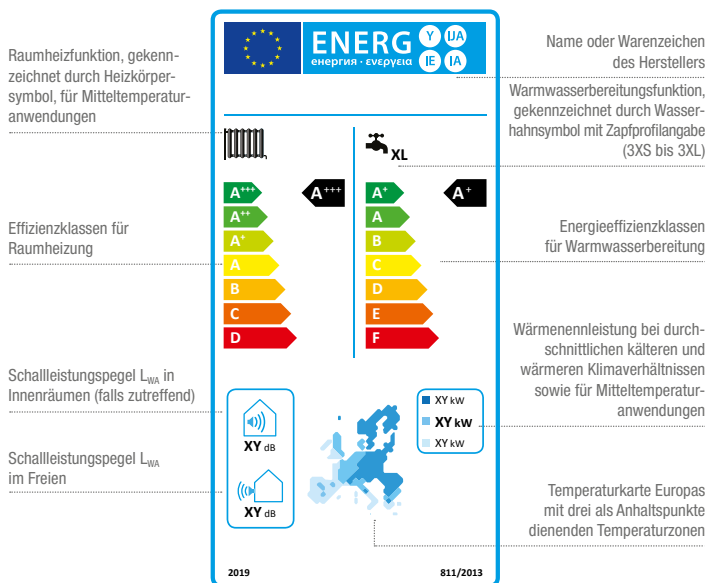 Raumheizfunktion, gekenn-
zeichnet durch Heizkörper-
symbol, für Mitteltemperatur-
anwendungen
Effizienzklassen für
Raumheizung
Schallleistungspegel LWA in
Innenräumen (falls zutreffend)
Schallleistungspegel LWA
im Freien
ENERG
енергия · ενεργεια
Y IJA
IE IA
XL
A+++
A++
A+
A
B
C
D
A+++
A+
A
B
C
D
E
F
A+
XY dB
XY dB
XY kW
XY kW
XY kW
2019
811/2013
Name oder Warenzeichen
des Herstellers
Warmwasserbereitungsfunktion,
gekennzeichnet durch Wasser-
hahnsymbol mit Zapfprofilangabe
(3XS bis 3XL)
Energieeffizienzklassen
für Warmwasserbereitung
Wärmenennleistung bei durch-
schnittlichen kälteren und
wärmeren Klimaverhältnissen
sowie für Mitteltemperatur-
anwendungen
Temperaturkarte Europas
mit drei als Anhaltspunkte
dienenden Temperaturzonen